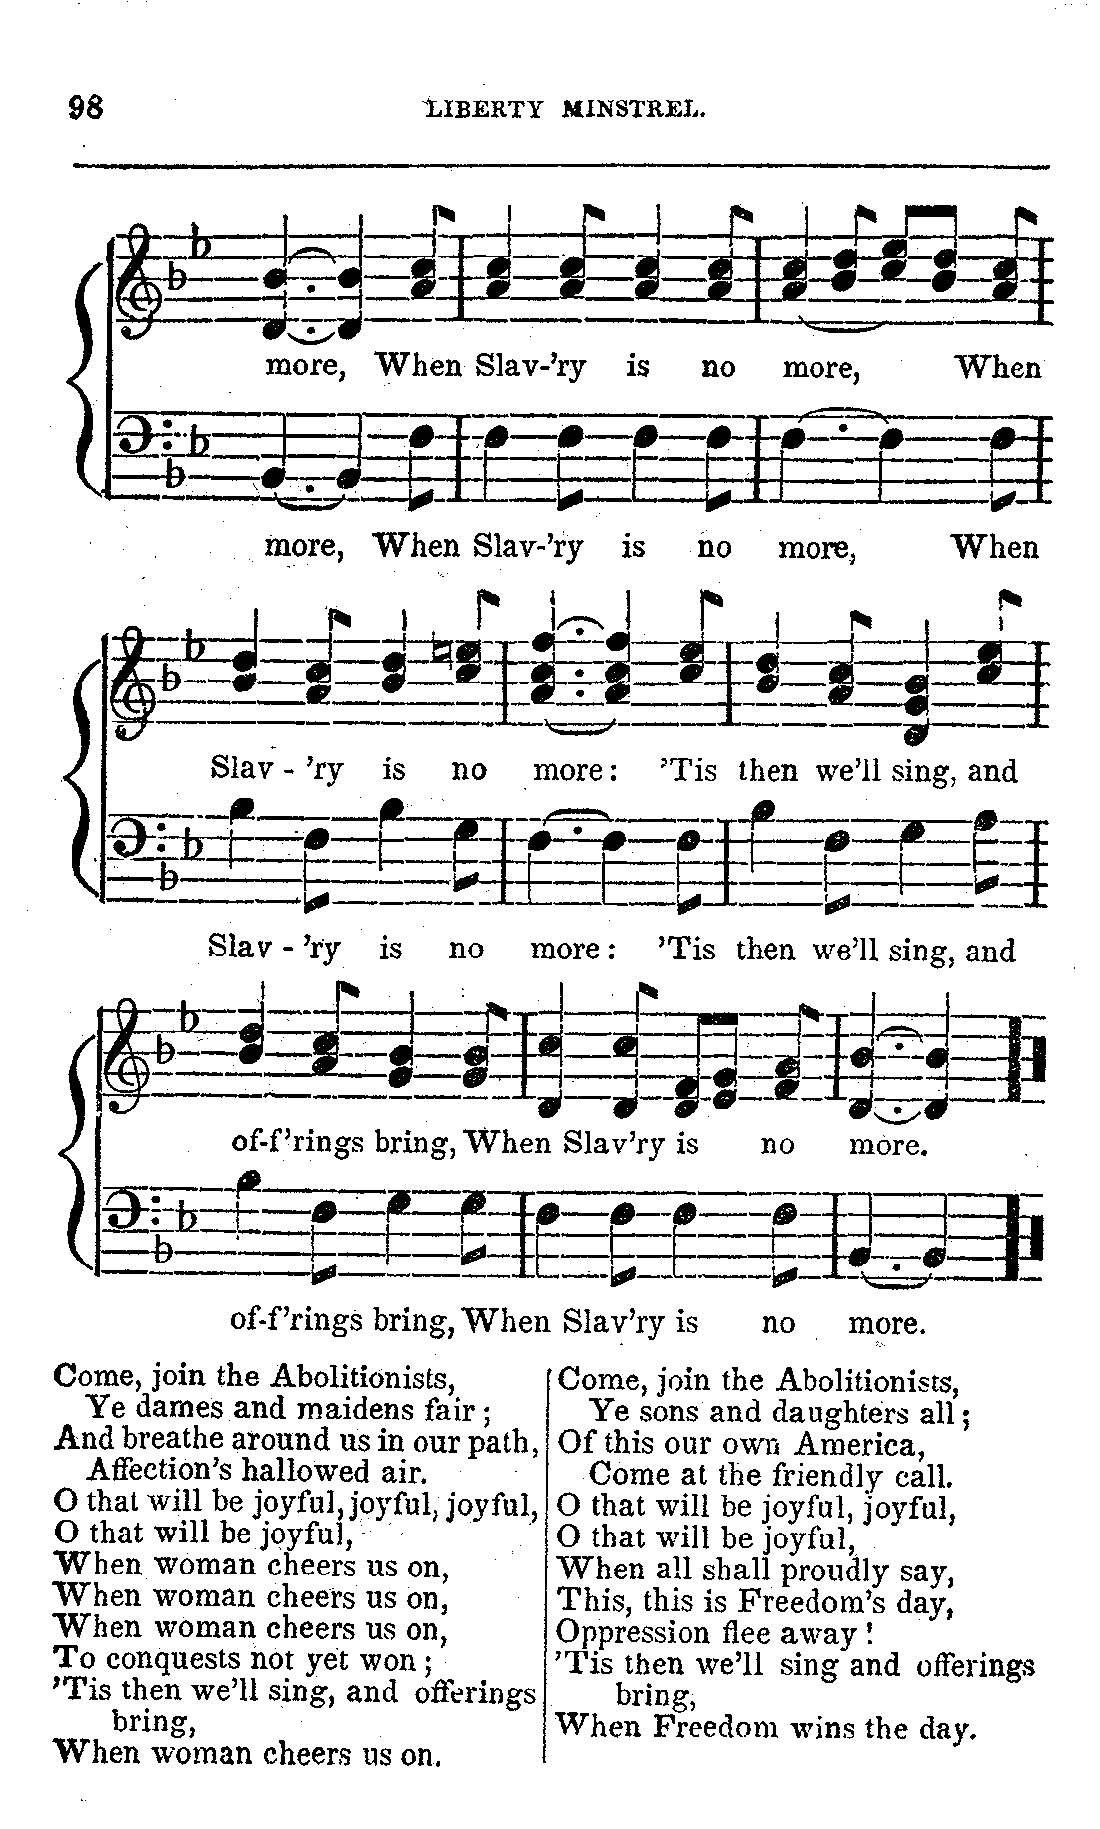 98
LIBERTY MINSTREL.
more, When Slav-'ry is no more, When
more, When Slav-'ry is no more, When
Slav - 'ry is no more: 'Tis then we'll sing, and
Slav - 'ry is no more: 'Tis then we'll sing, and
of-f'rings bring, When Slav'ry is no more.
of-f'rings bring, When Slav'ry is no more.
Come, join the Abolitionists,
Ye dames and maidens fair;
And breathe around us in our path,
Affection's hallowed air.
O that will be joyful, joyful, joyful,
O that will be joyful,
When woman cheers us on,
When woman cheers us on,
When woman cheers us on,
To conquests not yet won;
'Tis then we'll sing, and offerings
bring,
When woman cheers us on.
Come, join the Abolitionists,
Ye sons and daughters all;
Of this our own America,
Come at the friendly call.
O that will be joyful, joyful,
O that will be joyful,
When all shall proudly say,
This, this is Freedom's day,
Oppression flee away!
'Tis then we'll sing and offerings
bring,
When Freedom wins the day.